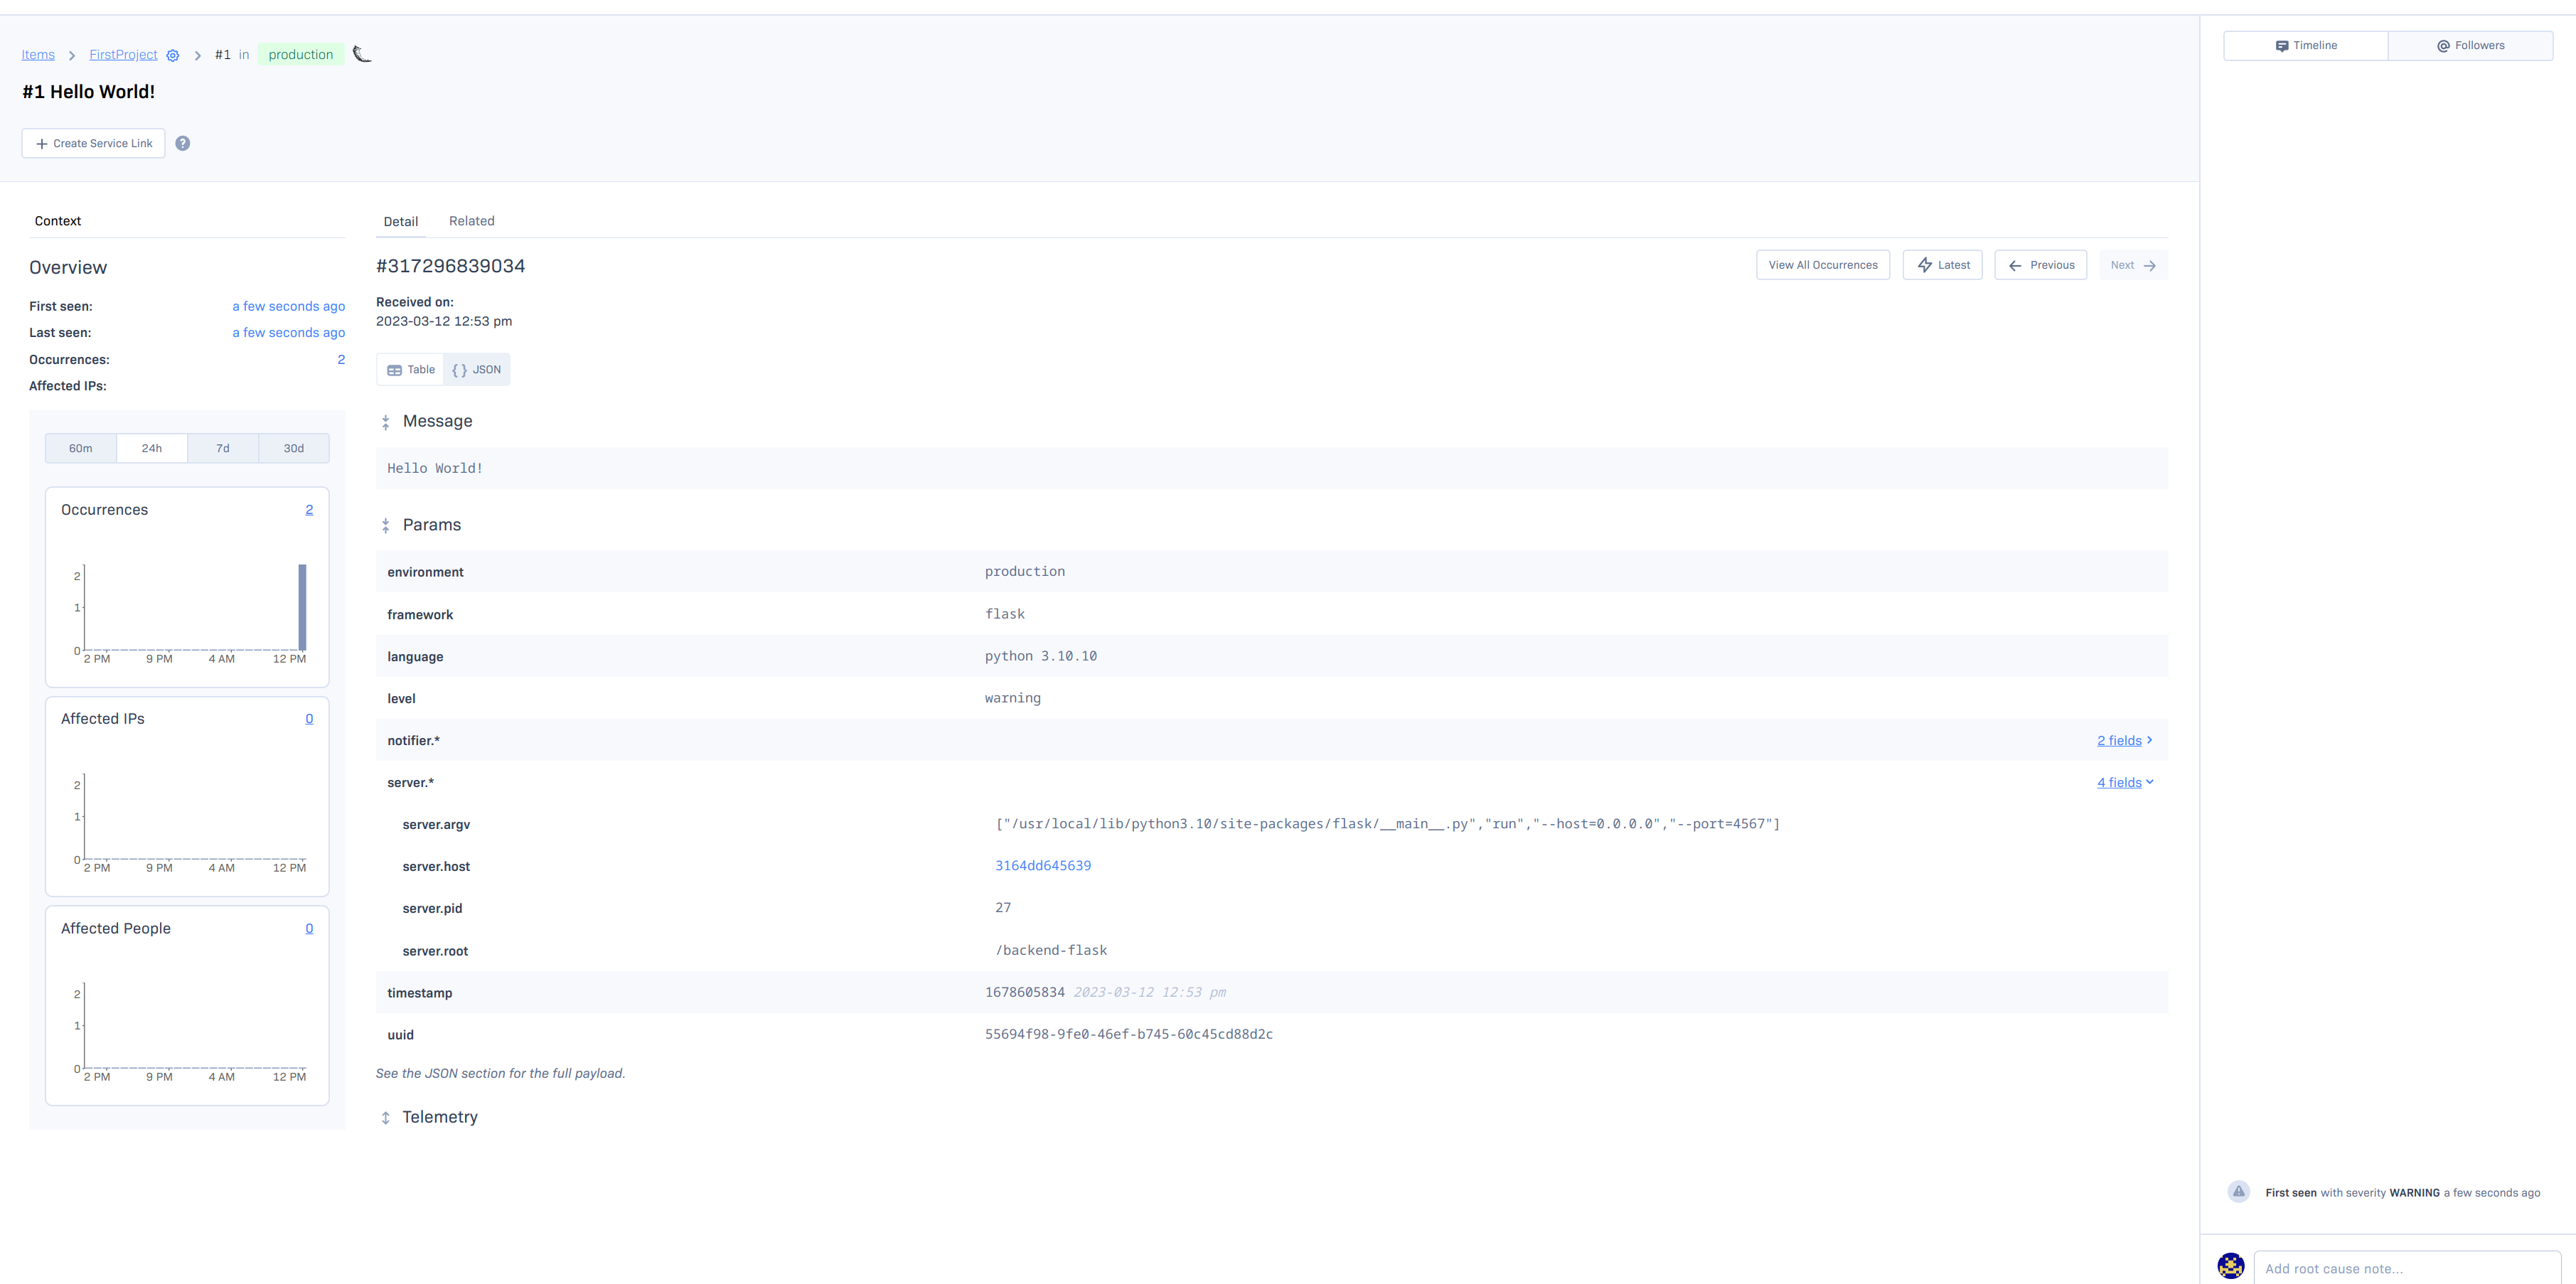 Items > FirstProject > #1 in production
#1 Hello World!
+ Create Service Link ?
Timeline
@ Followers
Context
Overview
First seen: a few seconds ago
Last seen: a few seconds ago
Occurrences: 2
Affected IPs:
60m 24h 7d 30d
Occurrences 2
2
1
0
2 PM 9 PM 4 AM 12 PM
Affected IPs 0
2
1
0
2 PM 9 PM 4 AM 12 PM
Affected People 0
2
1
0
2 PM 9 PM 4 AM 12 PM
Detail Related
#317296839034
View All Occurrences Latest ← Previous Next →
Received on:
2023-03-12 12:53 pm
Table { } JSON
Message
Hello World!
Params
environment production
framework flask
language python 3.10.10
level warning
notifier.* 2 fields >
server.* 4 fields
server.argv ["/usr/local/lib/python3.10/site-packages/flask/__main__.py","run","--host=0.0.0.0","--port=4567"]
server.host 3164dd645639
server.pid 27
server.root /backend-flask
timestamp 1678605834 2023-03-12 12:53 pm
uuid 55694f98-9fe0-46ef-b745-60c45cd88d2c
See the JSON section for the full payload.
Telemetry
First seen with severity WARNING a few seconds ago
Add root cause note...